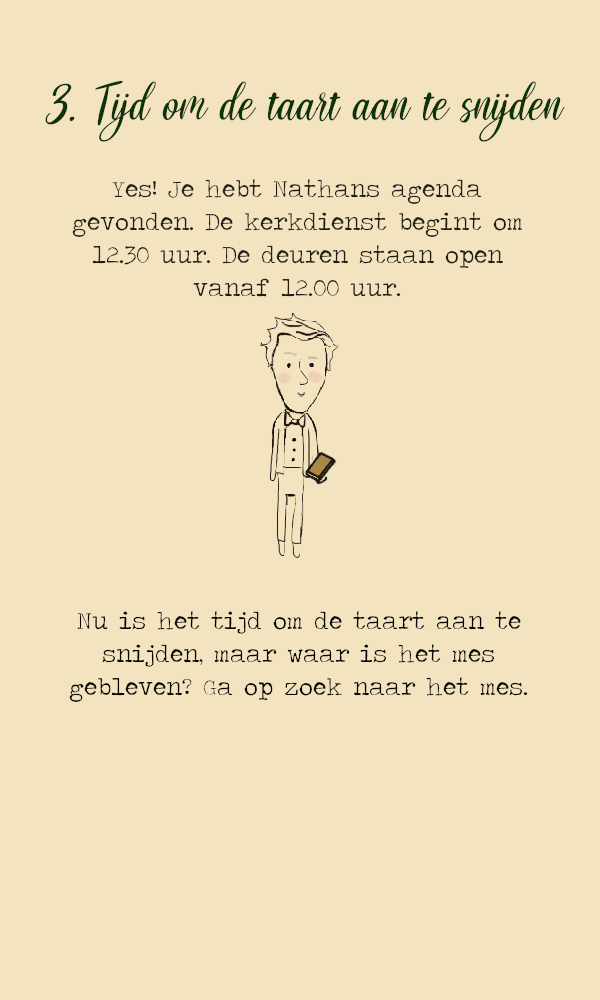 3. Tijd om de taart aan te snijden
Yes! Je hebt Nathans agenda
gevonden. De kerkdienst begint om
12.30 uur. De deuren staan open
vanaf 12.00 uur.
Nu is het tijd om de taart aan te
snijden, maar waar is het mes
gebleven? Ga op zoek naar het mes.